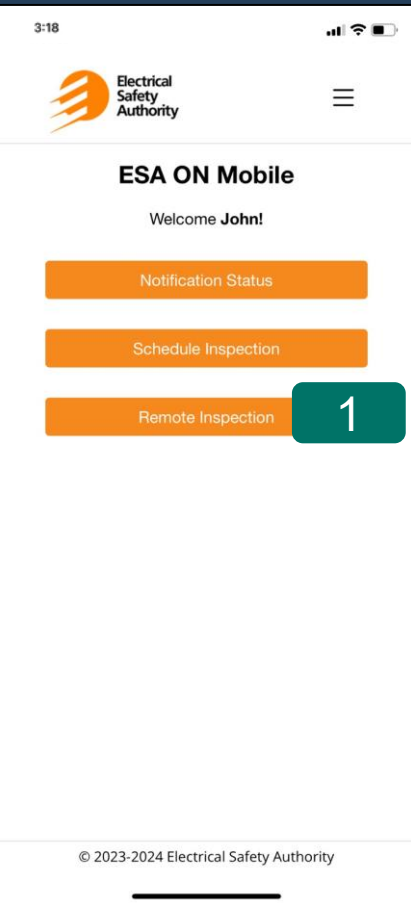 3:18
Electrical
Safety
Authority
ESA ON Mobile
Welcome John!
Notification Status
Schedule Inspection
Remote Inspection
1
© 2023-2024 Electrical Safety Authority